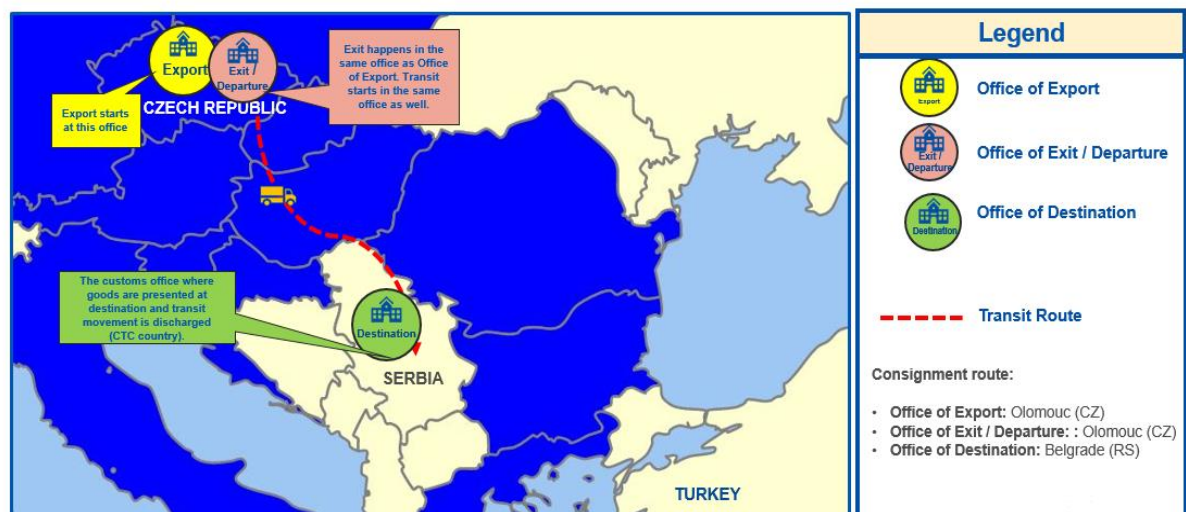 Export
Exit /
Departure
CZECH REPUBLIC
Export starts
at this office
Exit happens in the
same office as Office
of Export. Transit
starts in the same
office as well.
The customs office where
goods are presented at
destination and transit
movement is discharged
(CTC country).
Destination
SERBIA
TURKEY
Legend
Export
Office of Export
Exit /
Departure
Office of Exit / Departure
Destination
Office of Destination
Transit Route
Consignment route:
• Office of Export: Olomouc (CZ)
• Office of Exit / Departure: : Olomouc (CZ)
• Office of Destination: Belgrade (RS)